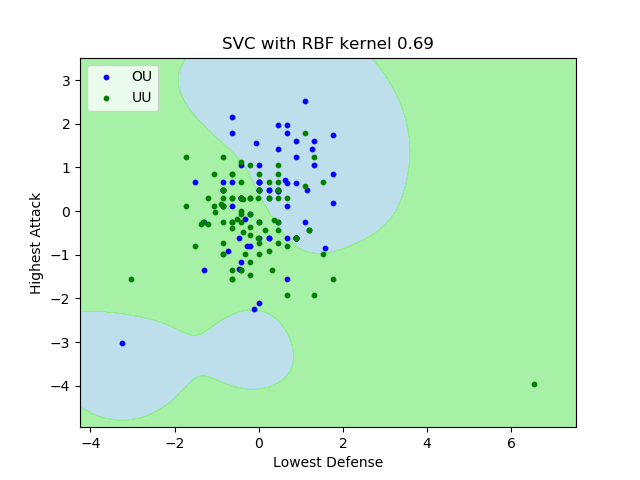 SVC with RBF kernel 0.69
OU
UU
3
2
1
0
−1
−2
−3
−4
Highest Attack
−4 −2 0 2 4 6
Lowest Defense